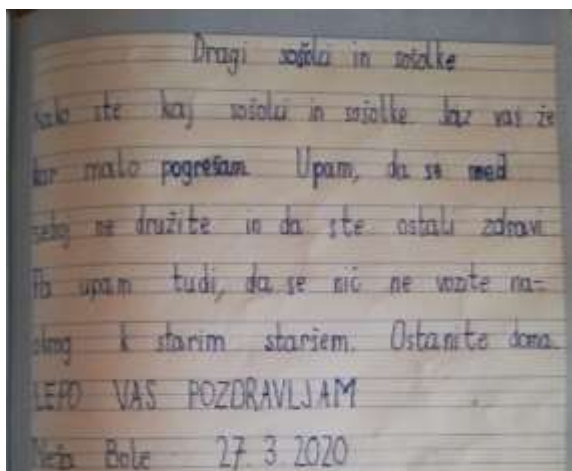 Dragi sošolci in sošolke
kako ste kaj sošolci in sošolke Jaz vas že
kar malo pogrešam. Upam, da se med
seboj ne družite in da ste ostali zdravi
Pa upam tudi, da se nič ne vozte na-
okrog k starim staršem. Ostanite doma.
LEPO VAS POZDRAVLJAM
Neža 27. 3. 2020